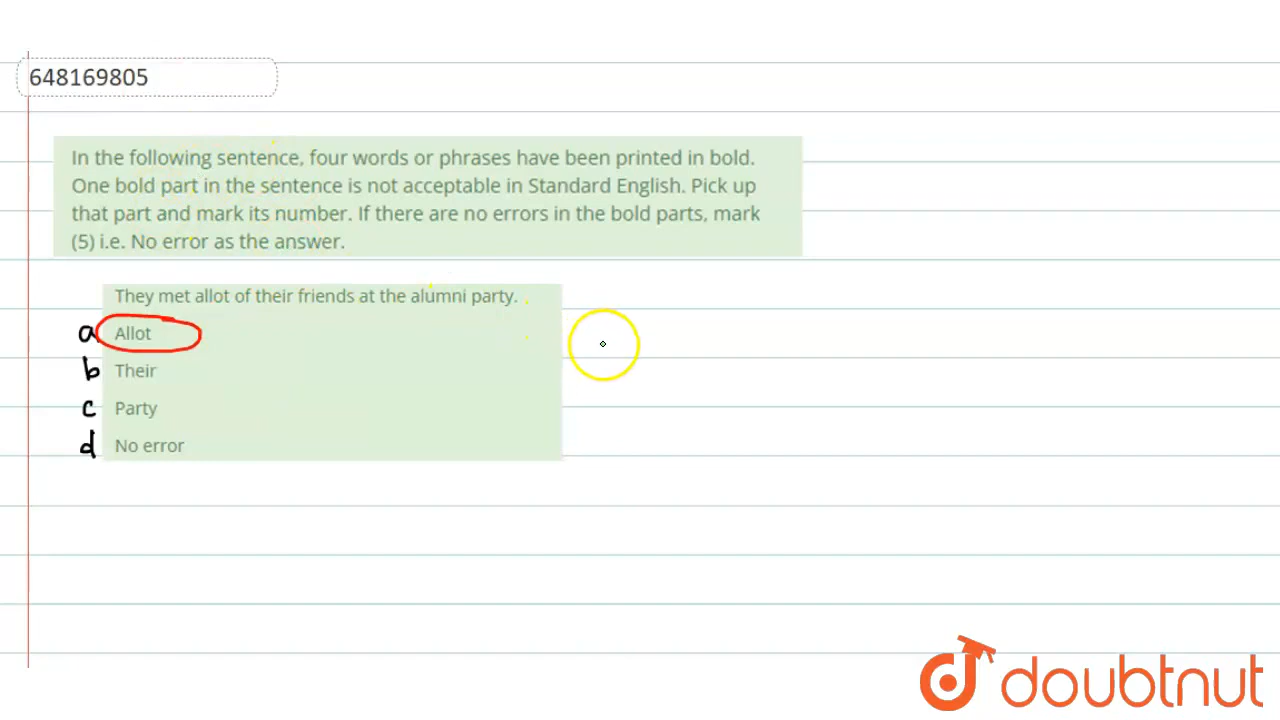 648169805
In the following sentence, four words or phrases have been printed in bold.
One bold part in the sentence is not acceptable in Standard English. Pick up
that part and mark its number. If there are no errors in the bold parts, mark
(5) i.e. No error as the answer.
They met allot of their friends at the alumni party.
a Allot
b Their
c Party
d No error
doubtnut